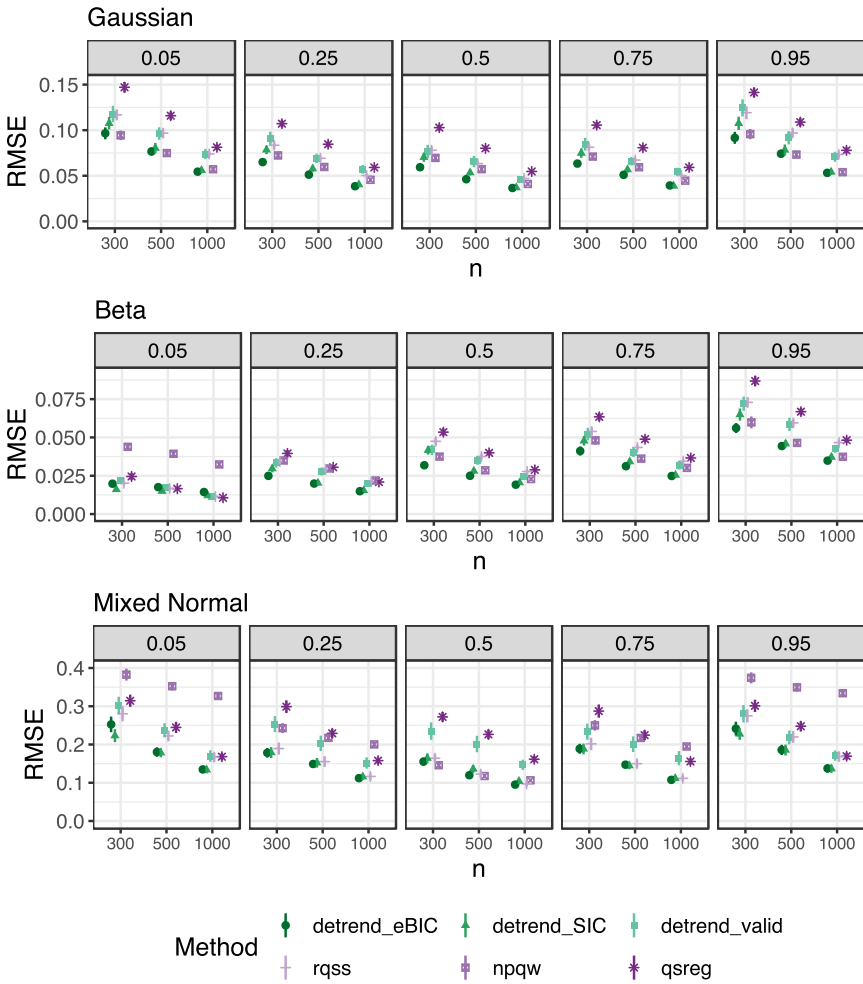 Gaussian
0.05 0.25 0.5 0.75 0.95
RMSE
0.15
0.10
0.05
0.00
300 500 1000 300 500 1000 300 500 1000 300 500 1000 300 500 1000
n
Beta
0.05 0.25 0.5 0.75 0.95
RMSE
0.075
0.050
0.025
0.000
300 500 1000 300 500 1000 300 500 1000 300 500 1000 300 500 1000
n
Mixed Normal
0.05 0.25 0.5 0.75 0.95
RMSE
0.4
0.3
0.2
0.1
0.0
300 500 1000 300 500 1000 300 500 1000 300 500 1000 300 500 1000
n
Method
detrend_eBIC detrend_SIC detrend_valid
rqss npqw qsreg